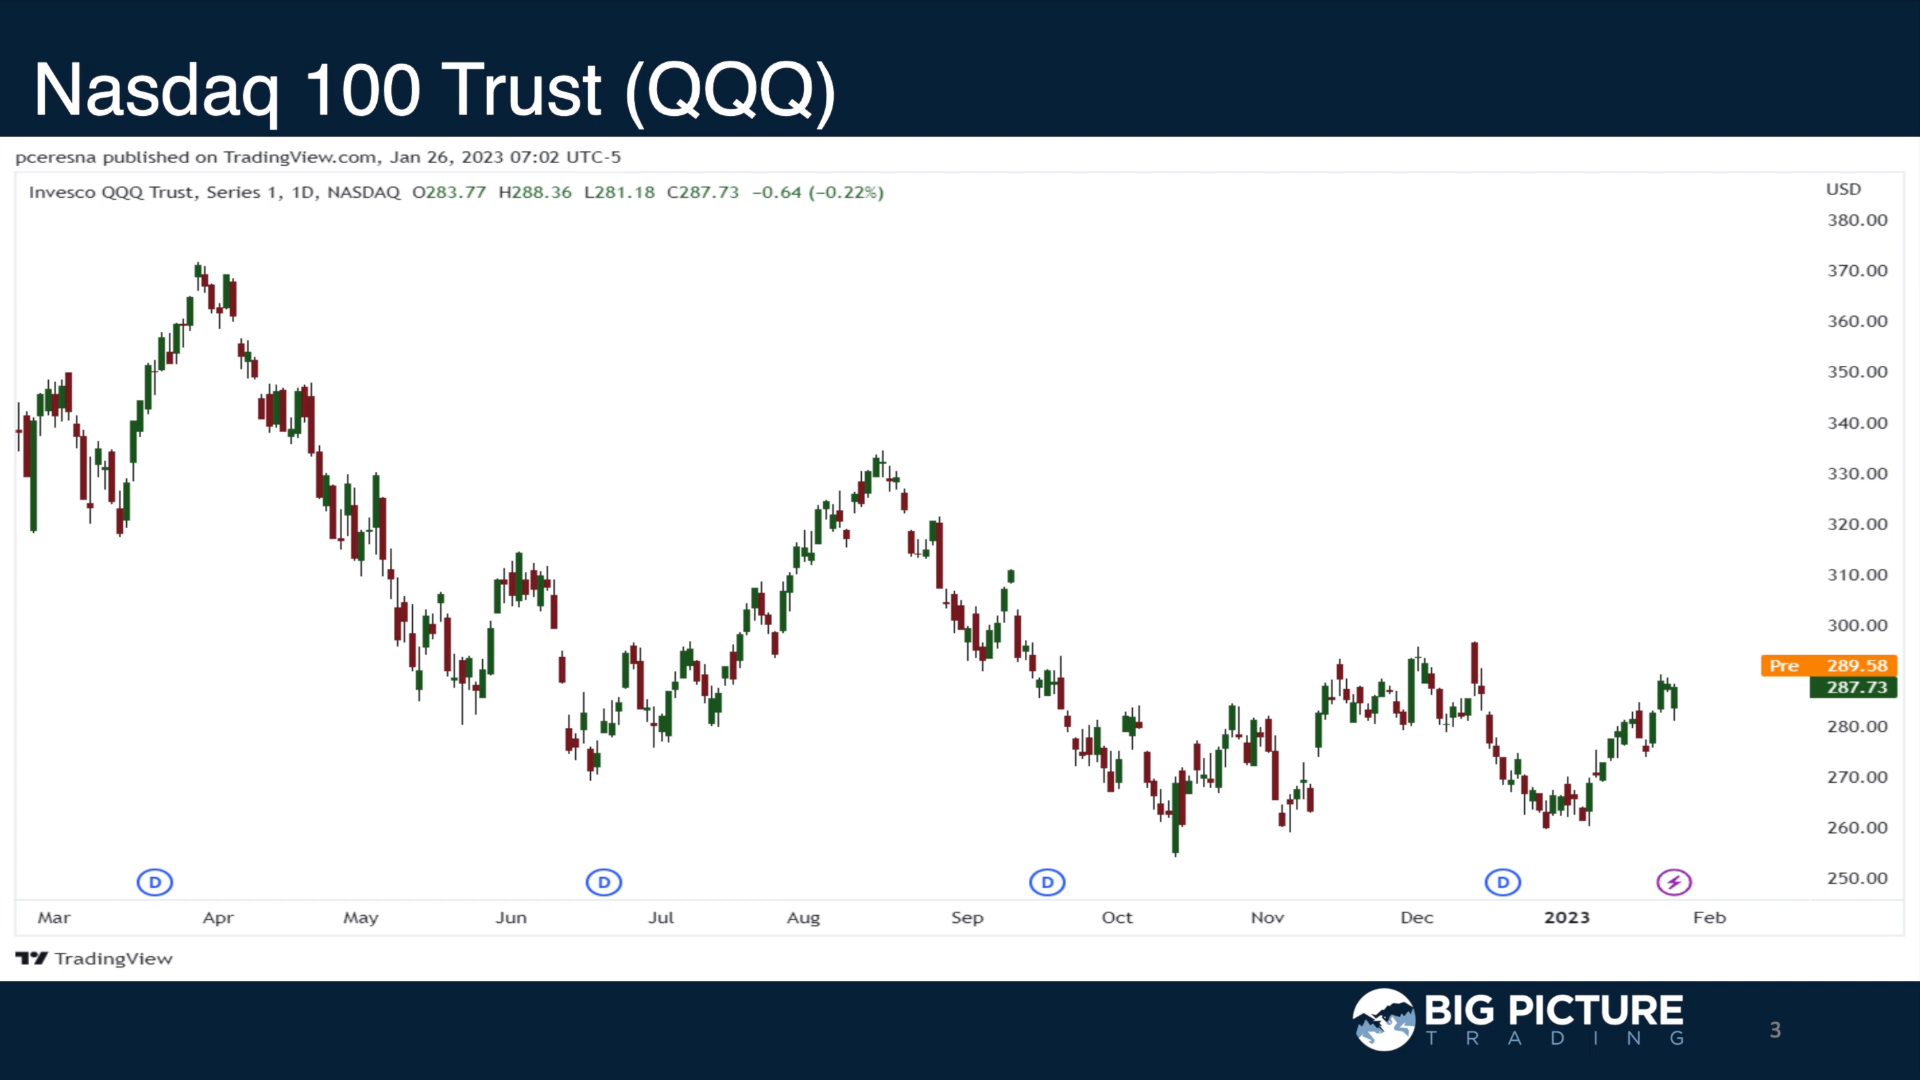 Nasdaq 100 Trust (QQQ)
pceresna published on TradingView.com, Jan 26, 2023 07:02 UTC-5
Invesco QQQ Trust, Series 1, 1D, NASDAQ O283.77 H288.36 L281.18 C287.73 −0.64 (−0.22%)
USD
380.00
370.00
360.00
350.00
340.00
330.00
320.00
310.00
300.00
Pre 289.58
287.73
280.00
270.00
260.00
250.00
D D D D
Mar Apr May Jun Jul Aug Sep Oct Nov Dec 2023 Feb
TradingView
BIG PICTURE
TRADING
3